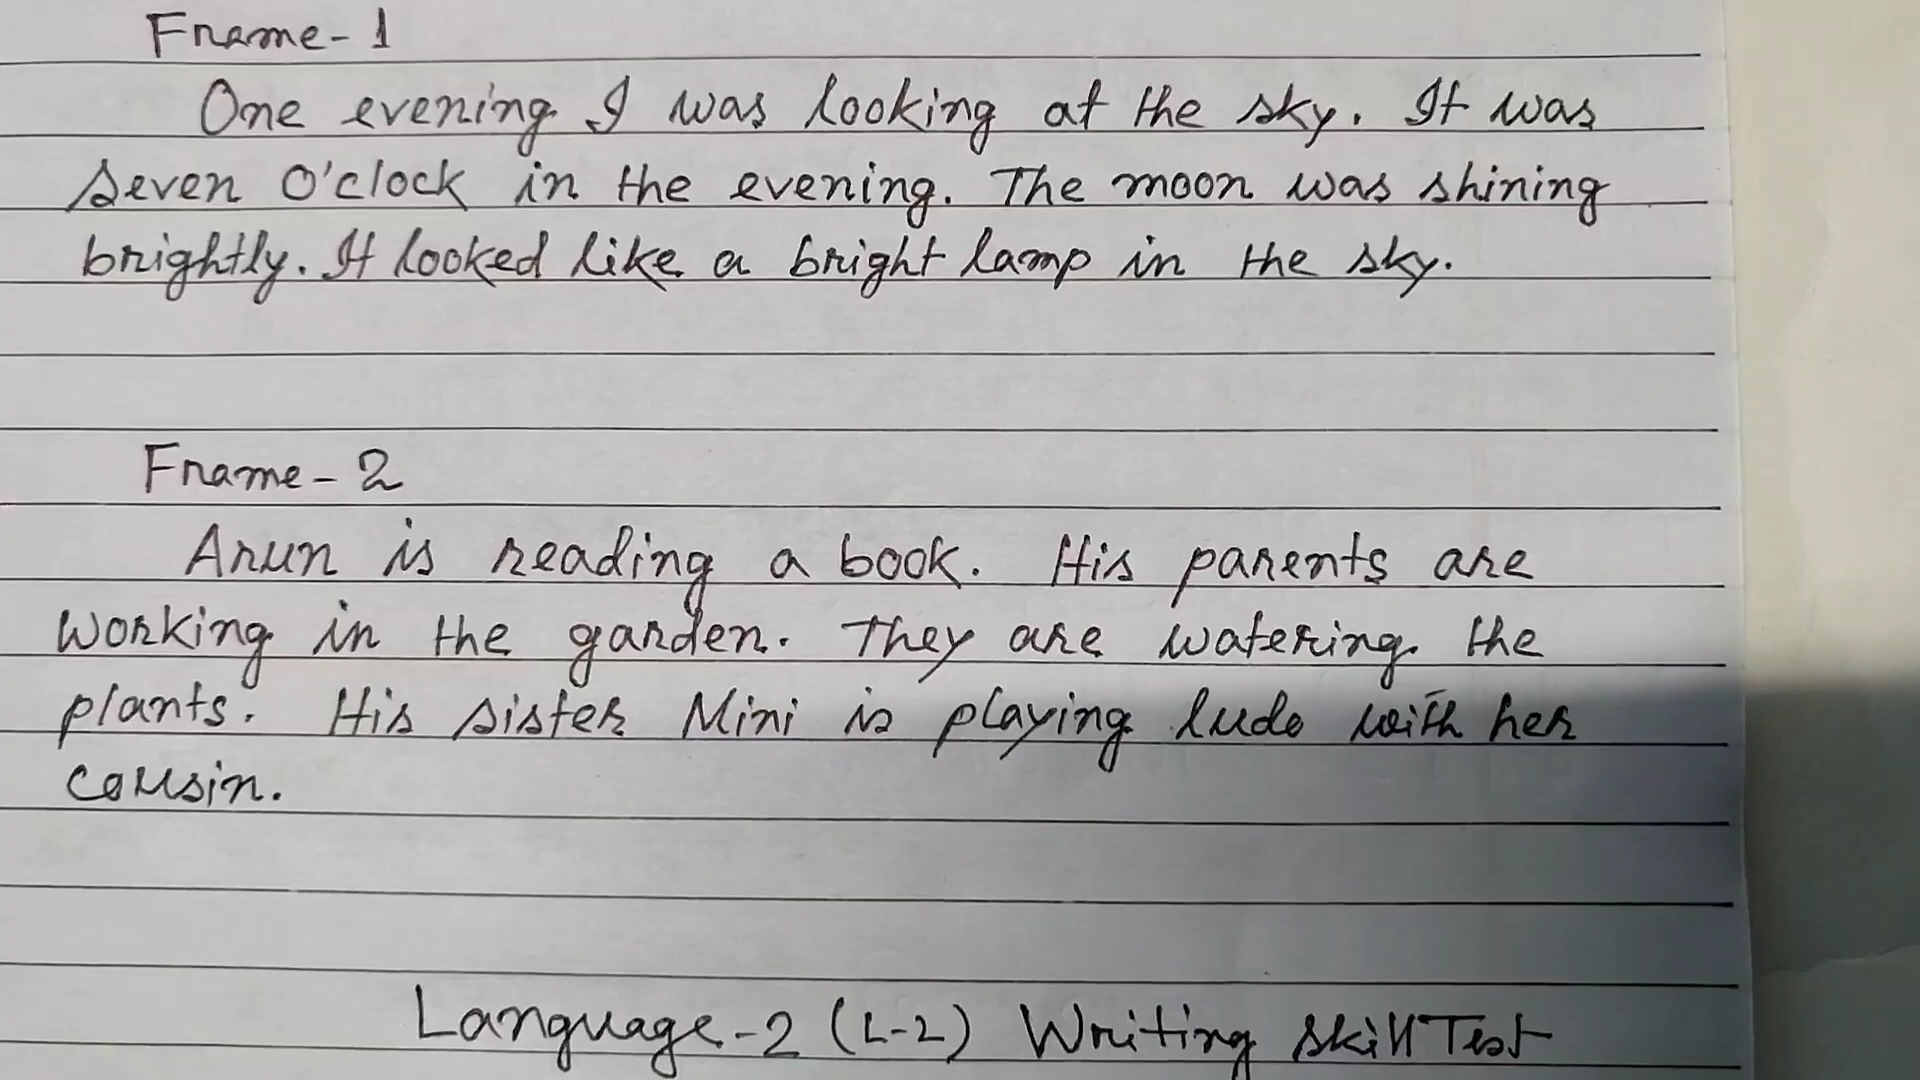 Frame-1
One evening I was looking at the sky. It was
seven O'clock in the evening. The moon was shining
brightly. It looked like a bright lamp in the sky.
Frame-2
Arun is reading a book. His parents are
working in the garden. They are watering the
plants. His sister Mini is playing ludo with her
cousin.
Language-2 (L-2) Writing skill Test